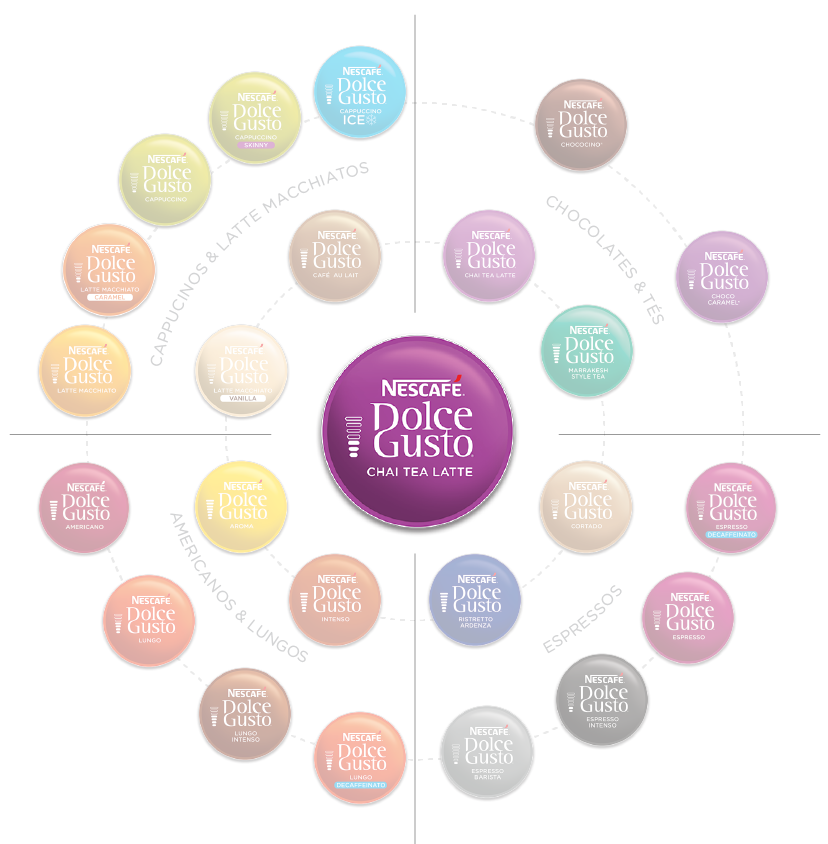 NESCAFÉ
Dolce
Gusto
CAPPUCCINO
ICE
NESCAFÉ
Dolce
Gusto
CAPPUCCINO
SKINNY
NESCAFÉ
Dolce
Gusto
CHOCOCINO
NESCAFÉ
Dolce
Gusto
CAPPUCCINO
CAPPUCINOS & LATTE MACCHIATOS
CHOCOLATES & TÉS
NESCAFÉ
Dolce
Gusto
LATTE MACCHIATO
CARAMEL
NESCAFÉ
Dolce
Gusto
CAFÉ AU LAIT
NESCAFÉ
Dolce
Gusto
CHAI TEA LATTE
NESCAFÉ
Dolce
Gusto
CHOCO
CARAMEL
NESCAFÉ
Dolce
Gusto
LATTE MACCHIATO
NESCAFÉ
Dolce
Gusto
LATTE MACCHIATO
VANILLA
NESCAFÉ
Dolce
Gusto
MARRAKESH
STYLE TEA
NESCAFÉ
Dolce
Gusto
CHAI TEA LATTE
NESCAFÉ
Dolce
Gusto
AMERICANO
NESCAFÉ
Dolce
Gusto
AROMA
NESCAFÉ
Dolce
Gusto
CORTADO
NESCAFÉ
Dolce
Gusto
ESPRESSO
DECAFFEINATO
AMERICANOS & LUNGOS
ESPRESSOS
NESCAFÉ
Dolce
Gusto
LUNGO
NESCAFÉ
Dolce
Gusto
INTENSO
NESCAFÉ
Dolce
Gusto
RISTRETTO
ARDENZA
NESCAFÉ
Dolce
Gusto
ESPRESSO
NESCAFÉ
Dolce
Gusto
LUNGO
INTENSO
NESCAFÉ
Dolce
Gusto
ESPRESSO
INTENSO
NESCAFÉ
Dolce
Gusto
LUNGO
DECAFFEINATO
NESCAFÉ
Dolce
Gusto
ESPRESSO
BARISTA